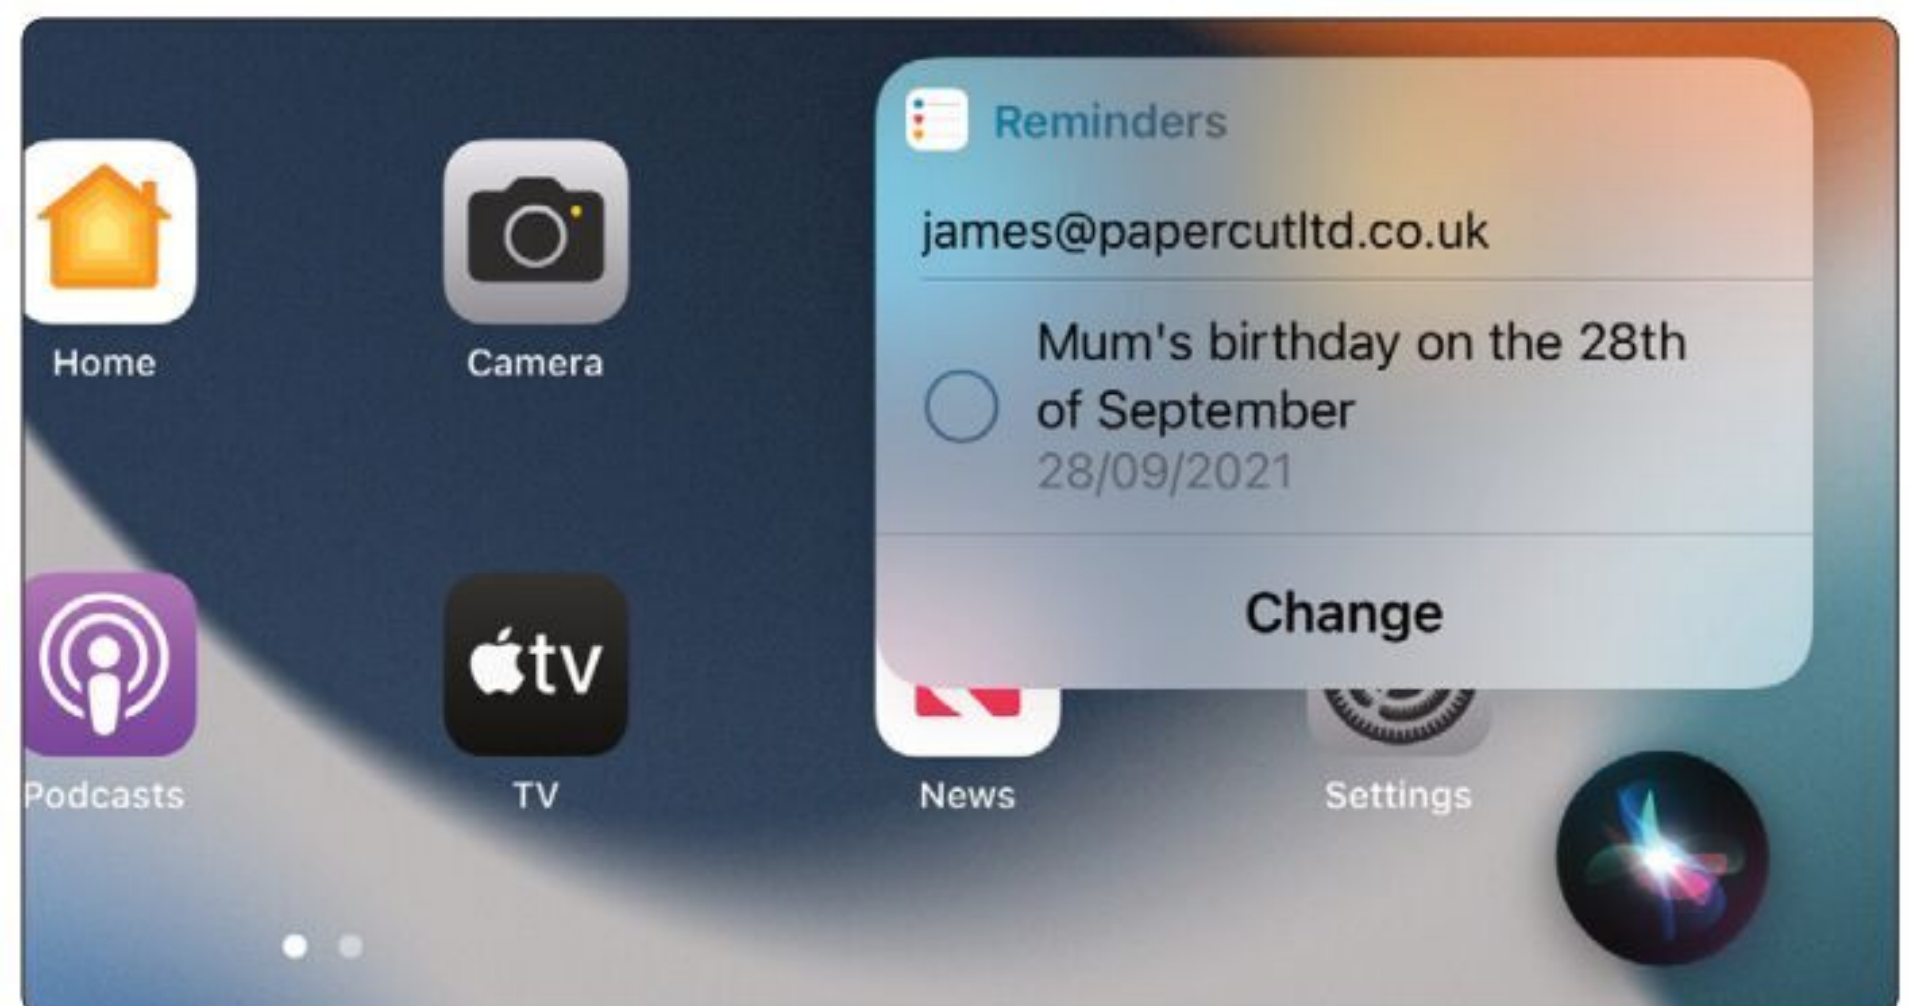 Reminders
james@papercutltd.co.uk
Mum's birthday on the 28th
of September
28/09/2021
Change
Home
Camera
tv
Podcasts
TV
News
Settings